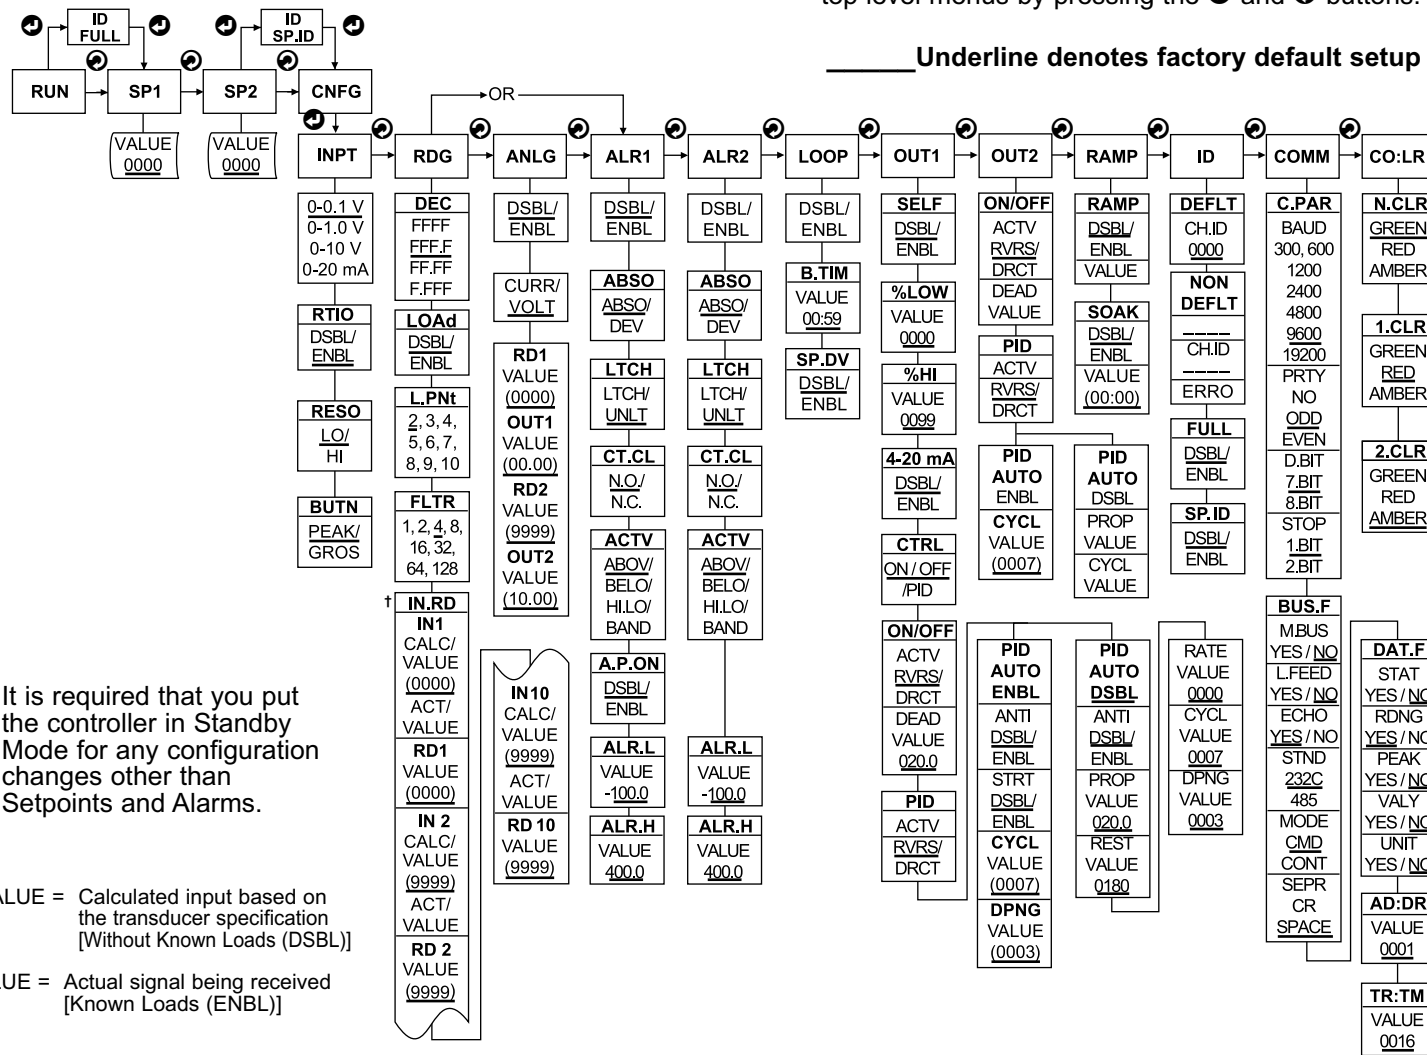 top level menus by pressing the and buttons.
_____Underline denotes factory default setup
ID
FULL
ID
SP.ID
RUN
SP1
SP2
CNFG
VALUE
0000
VALUE
0000
OR
INPT
RDG
ANLG
ALR1
ALR2
LOOP
OUT1
OUT2
RAMP
ID
COMM
CO:LR
0-0.1 V
0-1.0 V
0-10 V
0-20 mA
RTIO
DSBL/
ENBL
RESO
LO/
HI
BUTN
PEAK/
GROS
DEC
FFFF
FFF.F
FF.FF
F.FFF
LOAd
DSBL/
ENBL
L.PNt
2, 3, 4,
5, 6, 7,
8, 9, 10
FLTR
1, 2, 4, 8,
16, 32,
64, 128
†
IN.RD
IN1
CALC/
VALUE
(0000)
ACT/
VALUE
RD1
VALUE
(0000)
IN 2
CALC/
VALUE
(9999)
ACT/
VALUE
RD 2
VALUE
(9999)
DSBL/
ENBL
CURR/
VOLT
RD1
VALUE
(0000)
OUT1
VALUE
(00.00)
RD2
VALUE
(9999)
OUT2
VALUE
(10.00)
IN10
CALC/
VALUE
(9999)
ACT/
VALUE
RD 10
VALUE
(9999)
DSBL/
ENBL
ABSO
ABSO/
DEV
LTCH
LTCH/
UNLT
CT.CL
N.O./
N.C.
ACTV
ABOV/
BELO/
HI.LO/
BAND
A.P.ON
DSBL/
ENBL
ALR.L
VALUE
-100.0
ALR.H
VALUE
400.0
DSBL/
ENBL
ABSO
ABSO/
DEV
LTCH
LTCH/
UNLT
CT.CL
N.O./
N.C.
ACTV
ABOV/
BELO/
HI.LO/
BAND
ALR.L
VALUE
-100.0
ALR.H
VALUE
400.0
DSBL/
ENBL
B.TIM
VALUE
00:59
SP.DV
DSBL/
ENBL
SELF
DSBL/
ENBL
%LOW
VALUE
0000
%HI
VALUE
0099
4-20 mA
DSBL/
ENBL
CTRL
ON / OFF
/PID
ON/OFF
ACTV
RVRS/
DRCT
DEAD
VALUE
020.0
PID
ACTV
RVRS/
DRCT
ON/OFF
ACTV
RVRS/
DRCT
DEAD
VALUE
PID
ACTV
RVRS/
DRCT
PID
AUTO
ENBL
CYCL
VALUE
(0007)
PID
AUTO
DSBL
PROP
VALUE
CYCL
VALUE
PID
AUTO
ENBL
ANTI
DSBL/
ENBL
STRT
DSBL/
ENBL
CYCL
VALUE
(0007)
DPNG
VALUE
(0003)
PID
AUTO
DSBL
ANTI
DSBL/
ENBL
PROP
VALUE
020.0
REST
VALUE
0180
RATE
VALUE
0000
CYCL
VALUE
0007
DPNG
VALUE
0003
RAMP
DSBL/
ENBL
VALUE
SOAK
DSBL/
ENBL
VALUE
(00:00)
DEFLT
CH.ID
0000
NON
DEFLT
_ _ _ _
CH.ID
_ _ _ _
ERRO
FULL
DSBL/
ENBL
SP.ID
DSBL/
ENBL
C.PAR
BAUD
300, 600
1200
2400
4800
9600
19200
PRTY
NO
ODD
EVEN
D.BIT
7.BIT
8.BIT
STOP
1.BIT
2.BIT
BUS.F
M.BUS
YES / NO
L.FEED
YES / NO
ECHO
YES / NO
STND
232C
485
MODE
CMD
CONT
SEPR
CR
SPACE
N.CLR
GREEN
RED
AMBER
1.CLR
GREEN
RED
AMBER
2.CLR
GREEN
RED
AMBER
DAT.F
STAT
YES / NO
RDNG
YES / NO
PEAK
YES / NO
VALY
YES / NO
UNIT
YES / NO
AD:DR
VALUE
0001
TR:TM
VALUE
0016
It is required that you put
the controller in Standby
Mode for any configuration
changes other than
Setpoints and Alarms.
ALUE = Calculated input based on
the transducer specification
[Without Known Loads (DSBL)]
UE = Actual signal being received
[Known Loads (ENBL)]